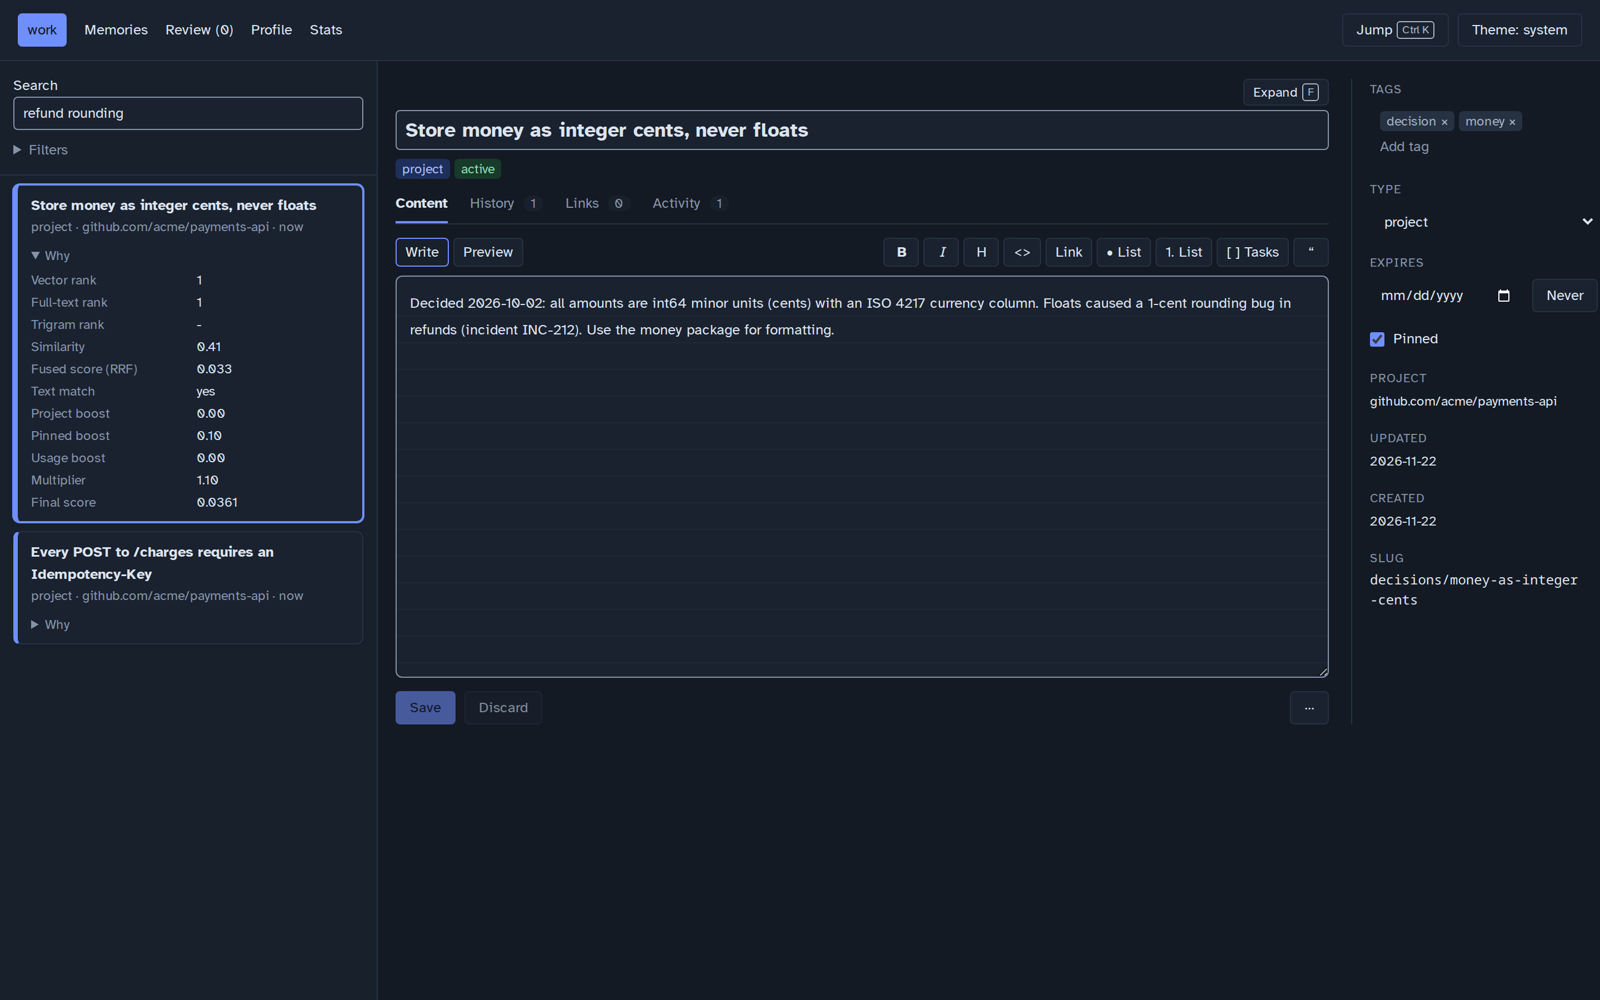 work Memories Review (0) Profile Stats Jump Ctrl K Theme: system
Search
refund rounding
▶ Filters
Store money as integer cents, never floats
project · github.com/acme/payments-api · now
▼ Why
Vector rank 1
Full-text rank 1
Trigram rank -
Similarity 0.41
Fused score (RRF) 0.033
Text match yes
Project boost 0.00
Pinned boost 0.10
Usage boost 0.00
Multiplier 1.10
Final score 0.0361
Every POST to /charges requires an
Idempotency-Key
project · github.com/acme/payments-api · now
▶ Why
Expand F
Store money as integer cents, never floats
project active
Content History 1 Links 0 Activity 1
Write Preview B I H <> Link • List 1. List [ ] Tasks “
Decided 2026-10-02: all amounts are int64 minor units (cents) with an ISO 4217 currency column. Floats caused a 1-cent rounding bug in
refunds (incident INC-212). Use the money package for formatting.
Save Discard ...
TAGS
decision × money ×
Add tag
TYPE
project
EXPIRES
mm/dd/yyyy Never
Pinned
PROJECT
github.com/acme/payments-api
UPDATED
2026-11-22
CREATED
2026-11-22
SLUG
decisions/money-as-integer
-cents